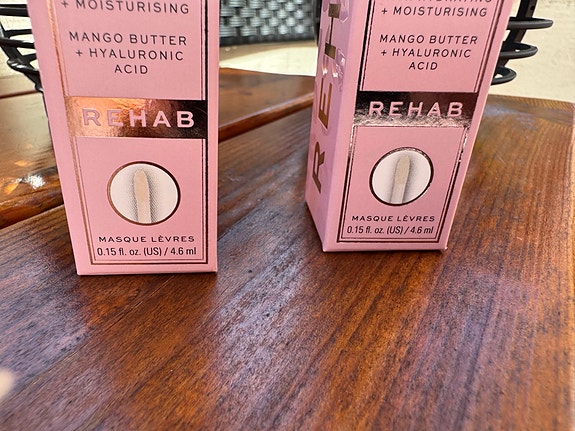 + MOISTURISING
MANGO BUTTER
+ HYALURONIC
ACID
REHAB
MASQUE LÈVRES
0.15 fl. oz. (US) / 4.6 ml
+ MOISTURISING
MANGO BUTTER
+ HYALURONIC
ACID
REHAB
MASQUE LÈVRES
0.15 fl. oz. (US) / 4.6 ml
REH